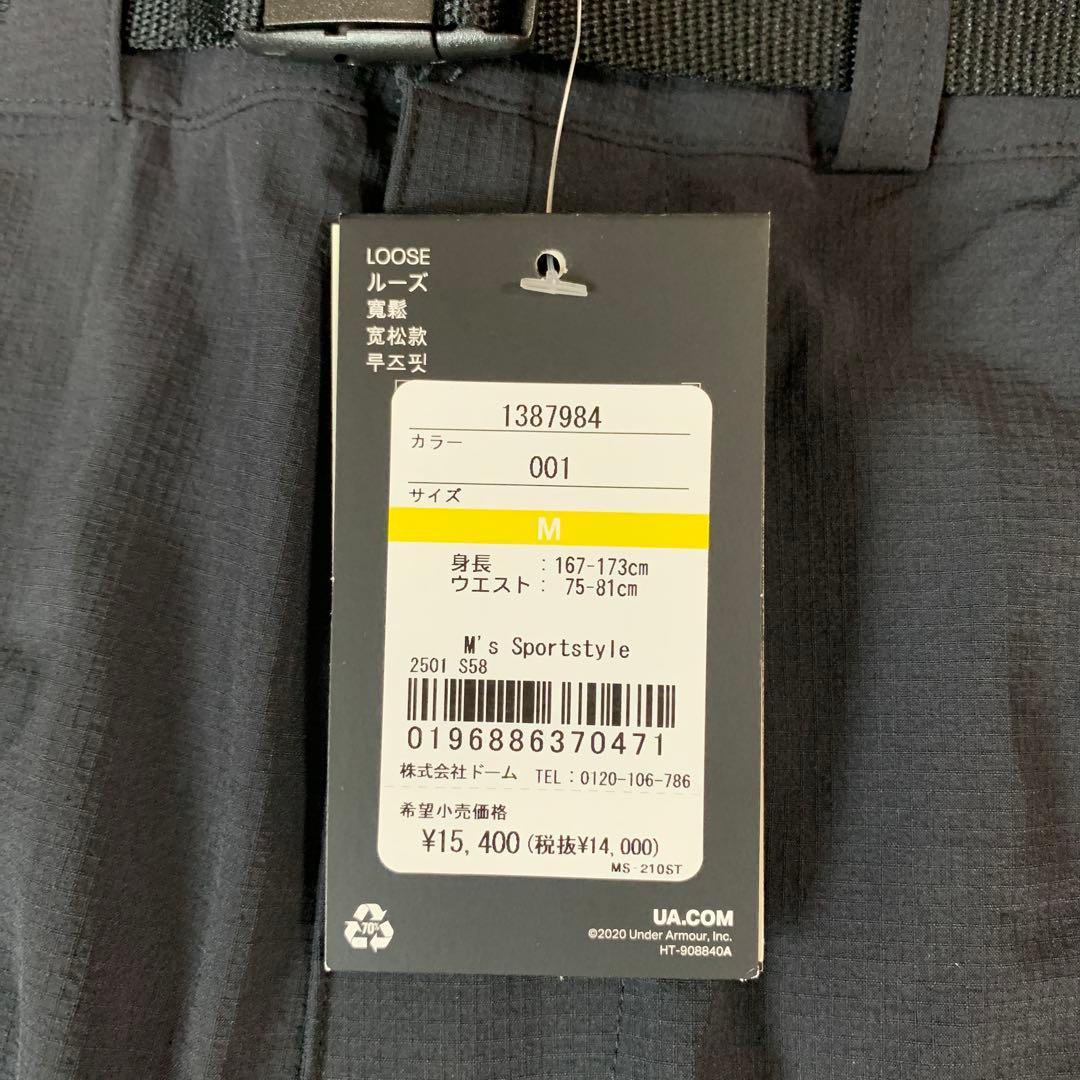 LOOSE
ルーズ
寬鬆
宽松款
루즈핏
1387984
カラー
001
サイズ
M
身長 :167-173cm
ウエスト: 75-81cm
M's Sportstyle
2501 S58
0196886370471
株式会社ドーム TEL:0120-106-786
希望小売価格
¥15,400(税抜¥14,000)
MS-210ST
70%
UA.COM
©2020 Under Armour, Inc.
HT-908840A